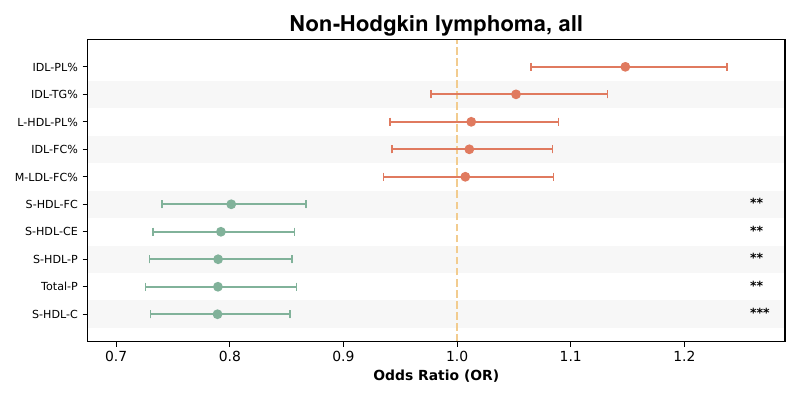 Non-Hodgkin lymphoma, all
IDL-PL%
IDL-TG%
L-HDL-PL%
IDL-FC%
M-LDL-FC%
S-HDL-FC **
S-HDL-CE **
S-HDL-P **
Total-P **
S-HDL-C ***
0.7 0.8 0.9 1.0 1.1 1.2
Odds Ratio (OR)